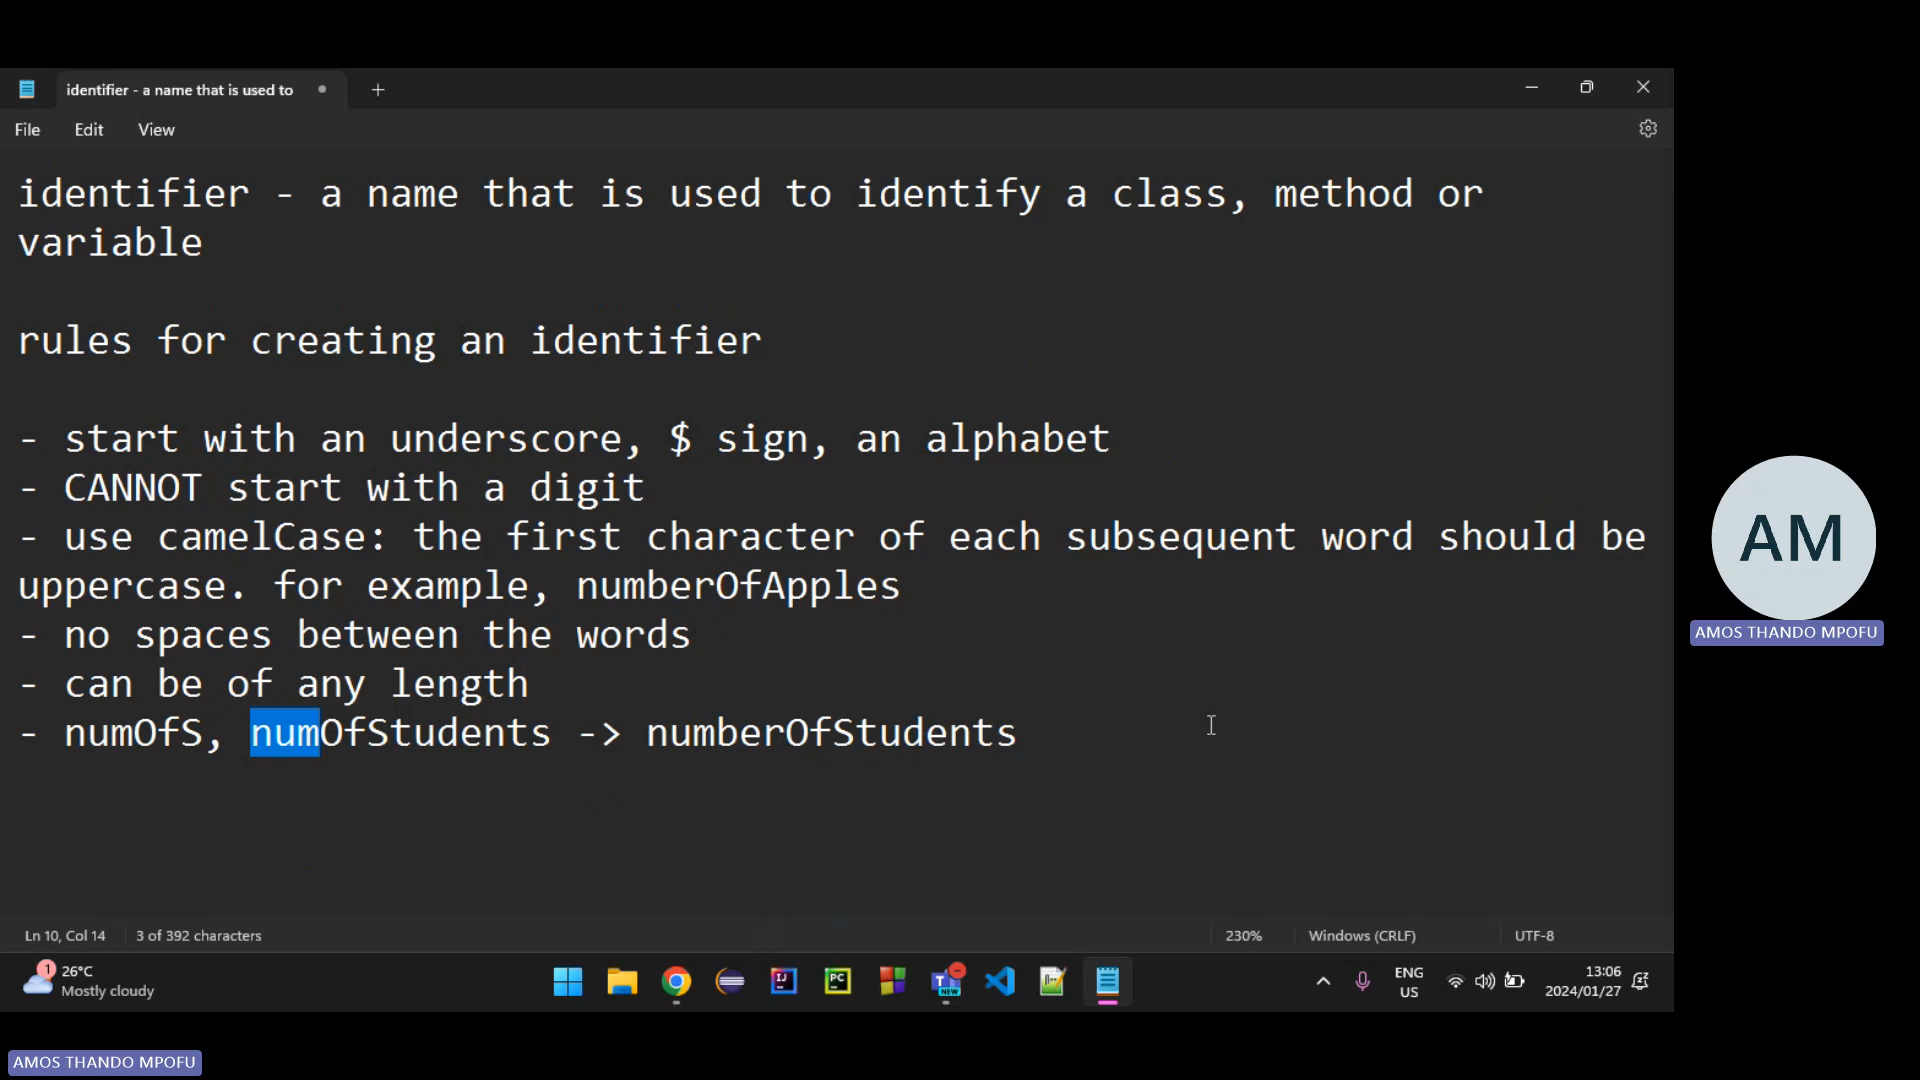 identifier - a name that is used to
File Edit View
identifier - a name that is used to identify a class, method or
variable
rules for creating an identifier
- start with an underscore, $ sign, an alphabet
- CANNOT start with a digit
- use camelCase: the first character of each subsequent word should be
uppercase. for example, numberOfApples
- no spaces between the words
- can be of any length
- numOfS, numOfStudents -> numberOfStudents
AM
AMOS THANDO MPOFU
Ln 10, Col 14 3 of 392 characters 230% Windows (CRLF) UTF-8
1
26°C
Mostly cloudy
IJ
PC
T
NEW
ENG
US
13:06
2024/01/27
AMOS THANDO MPOFU